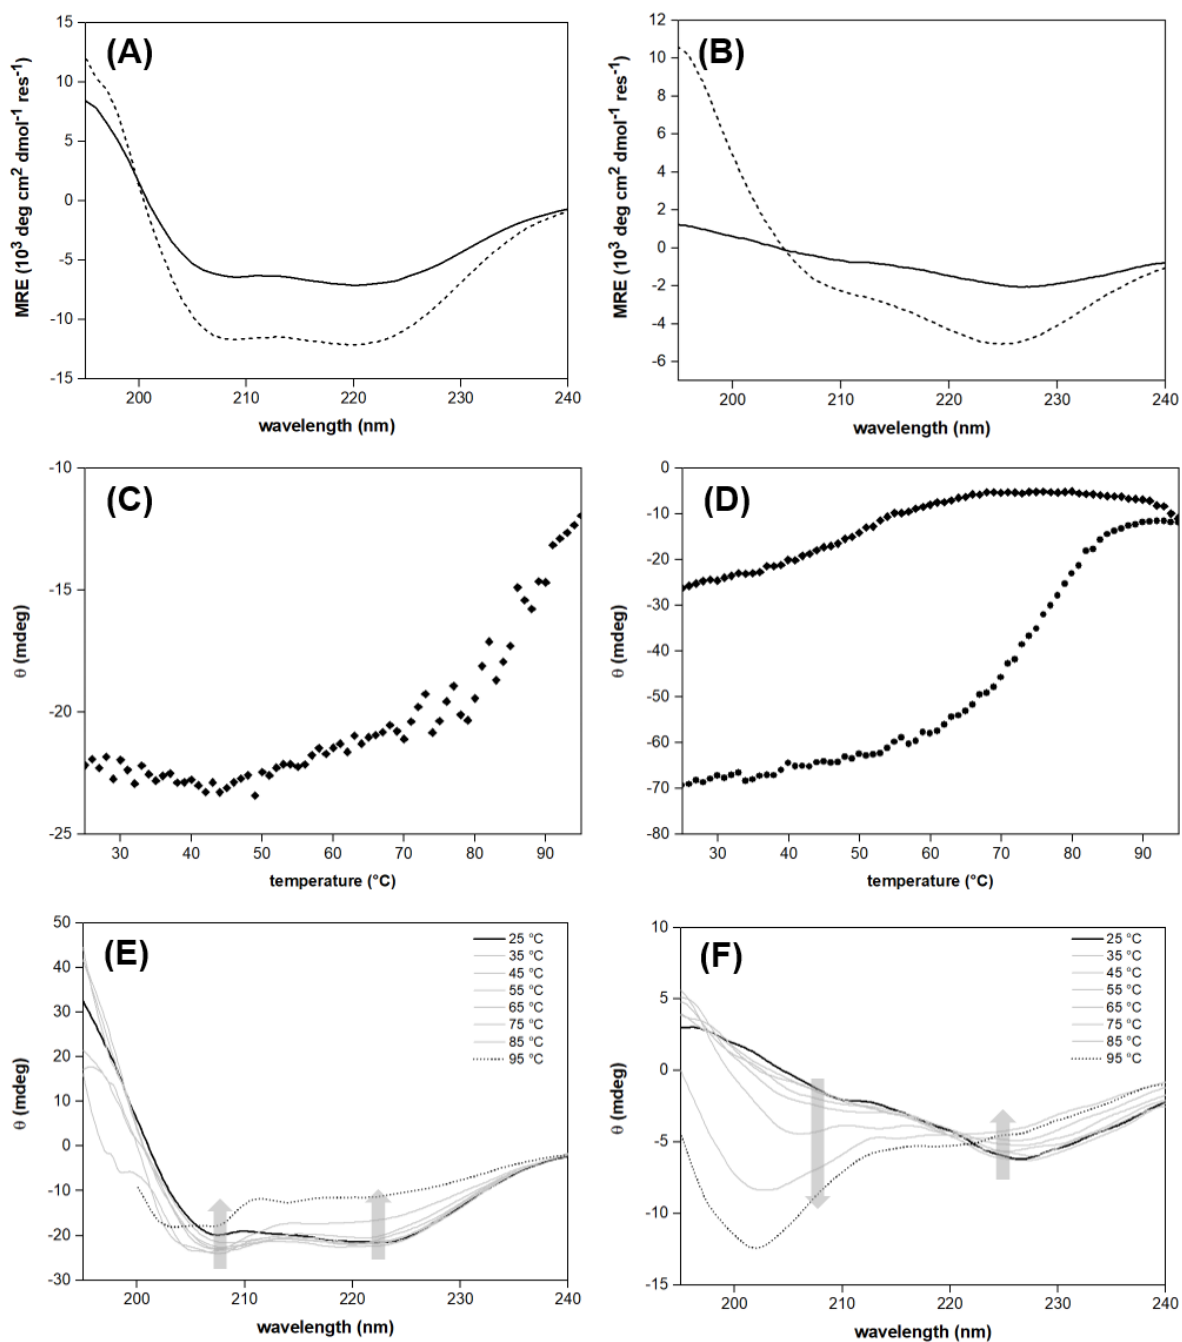 (A)
MRE (10³ deg cm² dmol⁻¹ res⁻¹)
15
10
5
0
-5
-10
-15
200 210 220 230 240
wavelength (nm)
(B)
MRE (10³ deg cm² dmol⁻¹ res⁻¹)
12
10
8
6
4
2
0
-2
-4
-6
200 210 220 230 240
wavelength (nm)
(C)
θ (mdeg)
-10
-15
-20
-25
30 40 50 60 70 80 90
temperature (°C)
(D)
θ (mdeg)
0
-10
-20
-30
-40
-50
-60
-70
-80
30 40 50 60 70 80 90
temperature (°C)
(E)
θ (mdeg)
50
40
30
20
10
0
-10
-20
-30
25 °C
35 °C
45 °C
55 °C
65 °C
75 °C
85 °C
95 °C
200 210 220 230 240
wavelength (nm)
(F)
θ (mdeg)
10
5
0
-5
-10
-15
25 °C
35 °C
45 °C
55 °C
65 °C
75 °C
85 °C
95 °C
200 210 220 230 240
wavelength (nm)